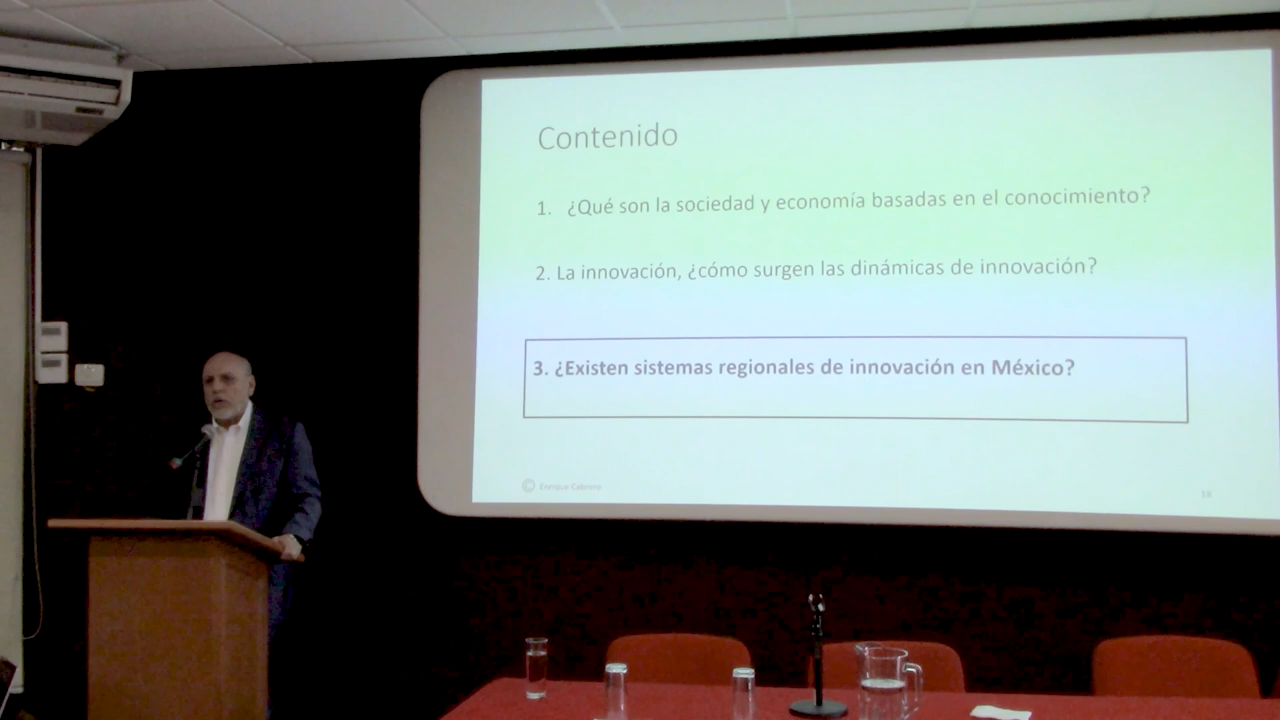 Contenido
1. ¿Qué son la sociedad y economía basadas en el conocimiento?
2. La innovación, ¿cómo surgen las dinámicas de innovación?
3. ¿Existen sistemas regionales de innovación en México?
© Enrique Cabrero
18